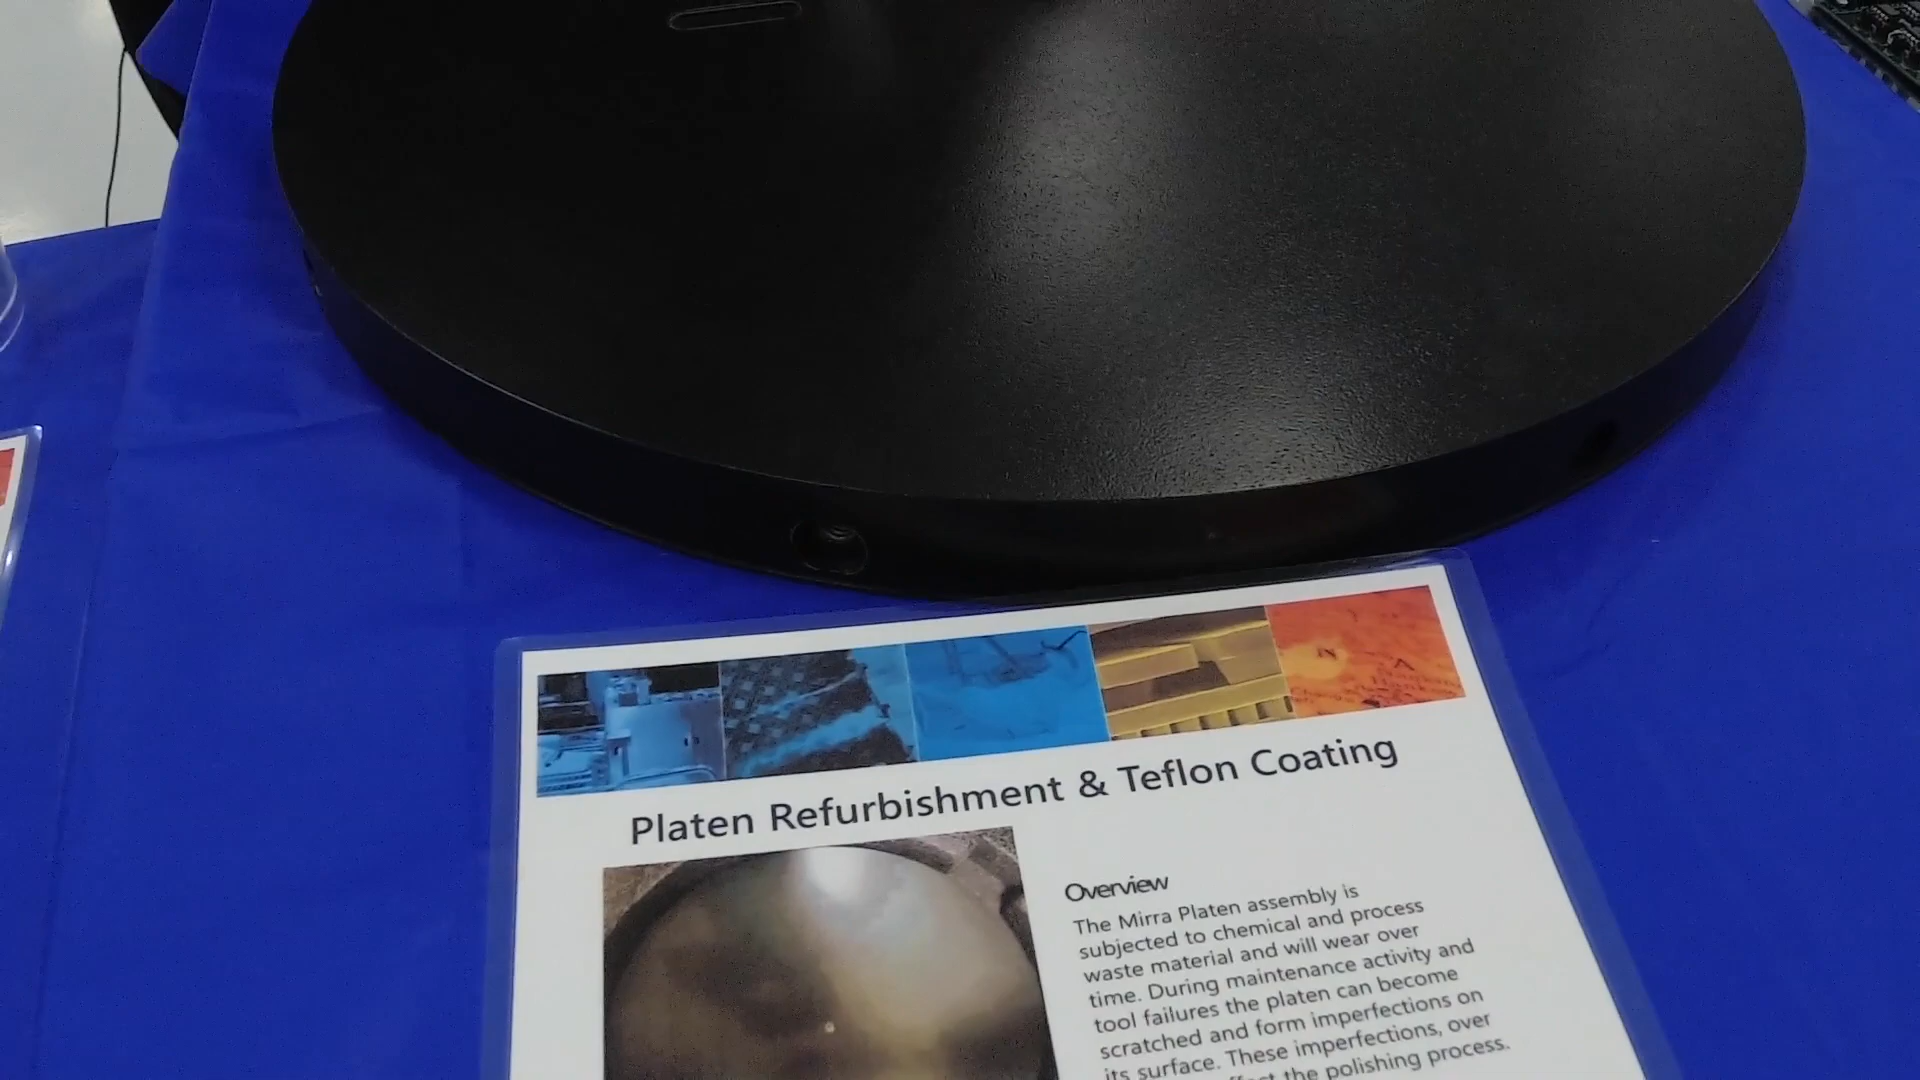 Platen Refurbishment & Teflon Coating
Overview
The Mirra Platen assembly is
subjected to chemical and process
waste material and will wear over
time. During maintenance activity and
tool failures the platen can become
scratched and form imperfections on
its surface. These imperfections, over
the polishing process.